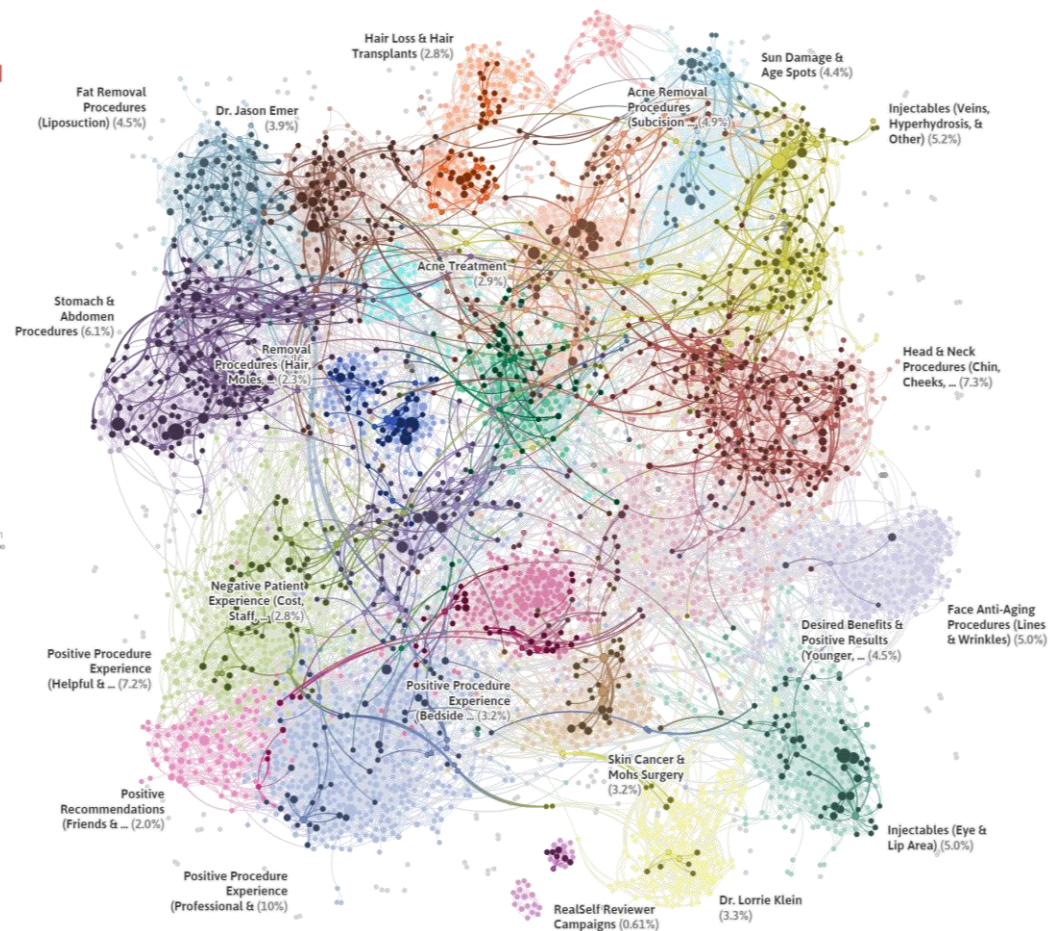 Hair Loss & Hair
Transplants (2.8%)
Sun Damage &
Age Spots (4.4%)
Fat Removal
Procedures
(Liposuction) (4.5%)
Dr. Jason Emer
(3.9%)
Acne Removal
Procedures
(Subcision ... (4.9%)
Injectables (Veins,
Hyperhydrosis, &
Other) (5.2%)
Acne Treatment
(2.9%)
Stomach &
Abdomen
Procedures (6.1%)
Removal
Procedures (Hair,
Moles, ... (2.3%)
Head & Neck
Procedures (Chin,
Cheeks, ... (7.3%)
Negative Patient
Experience (Cost,
Staff, ... (2.8%)
Face Anti-Aging
Procedures (Lines
& Wrinkles) (5.0%)
Desired Benefits &
Positive Results
(Younger, ... (4.5%)
Positive Procedure
Experience
(Helpful & ... (7.2%)
Positive Procedure
Experience
(Bedside ... (3.2%)
Skin Cancer &
Mohs Surgery
(3.2%)
Positive
Recommendations
(Friends & ... (2.0%)
Injectables (Eye &
Lip Area) (5.0%)
Positive Procedure
Experience
(Professional & (10%)
RealSelf Reviewer
Campaigns (0.61%)
Dr. Lorrie Klein
(3.3%)